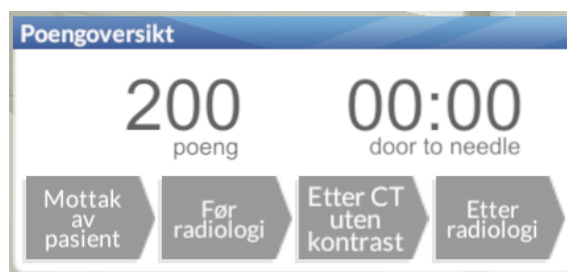 Poengoversikt
200
poeng
00:00
door to needle
Mottak
av
pasient
Før
radiologi
Etter CT
uten
kontrast
Etter
radiologi